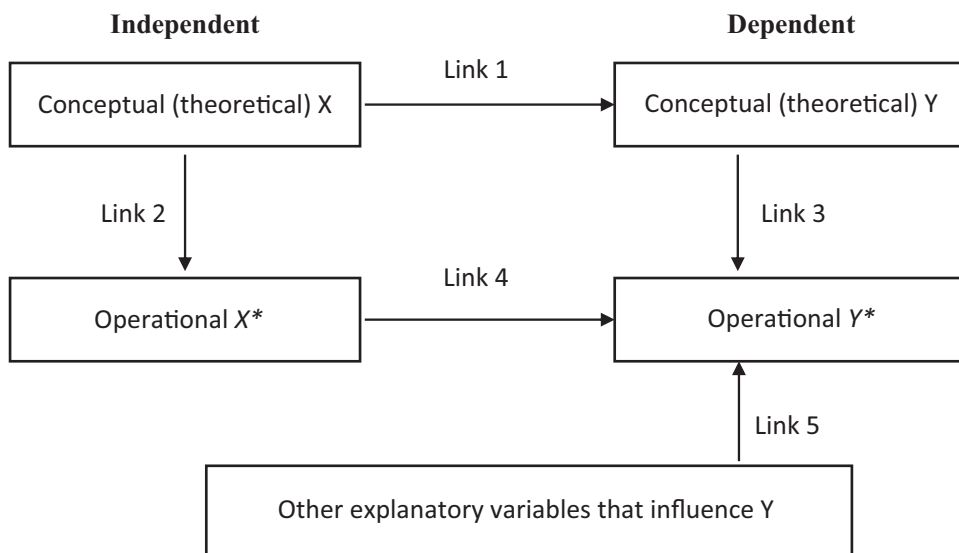 Independent
Dependent
Link 1
Conceptual (theoretical) X
Conceptual (theoretical) Y
Link 2
Link 3
Link 4
Operational X*
Operational Y*
Link 5
Other explanatory variables that influence Y